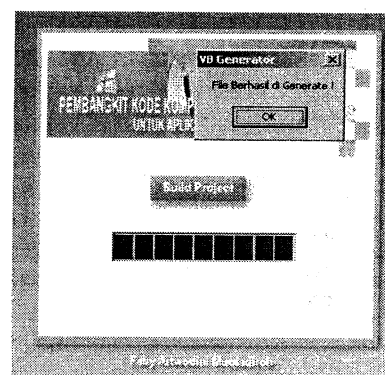 VB Generator
File Berhasil di Generate !
OK
PEMBANGKIT KODE KOMP
UNTUK APLIK
Build Project